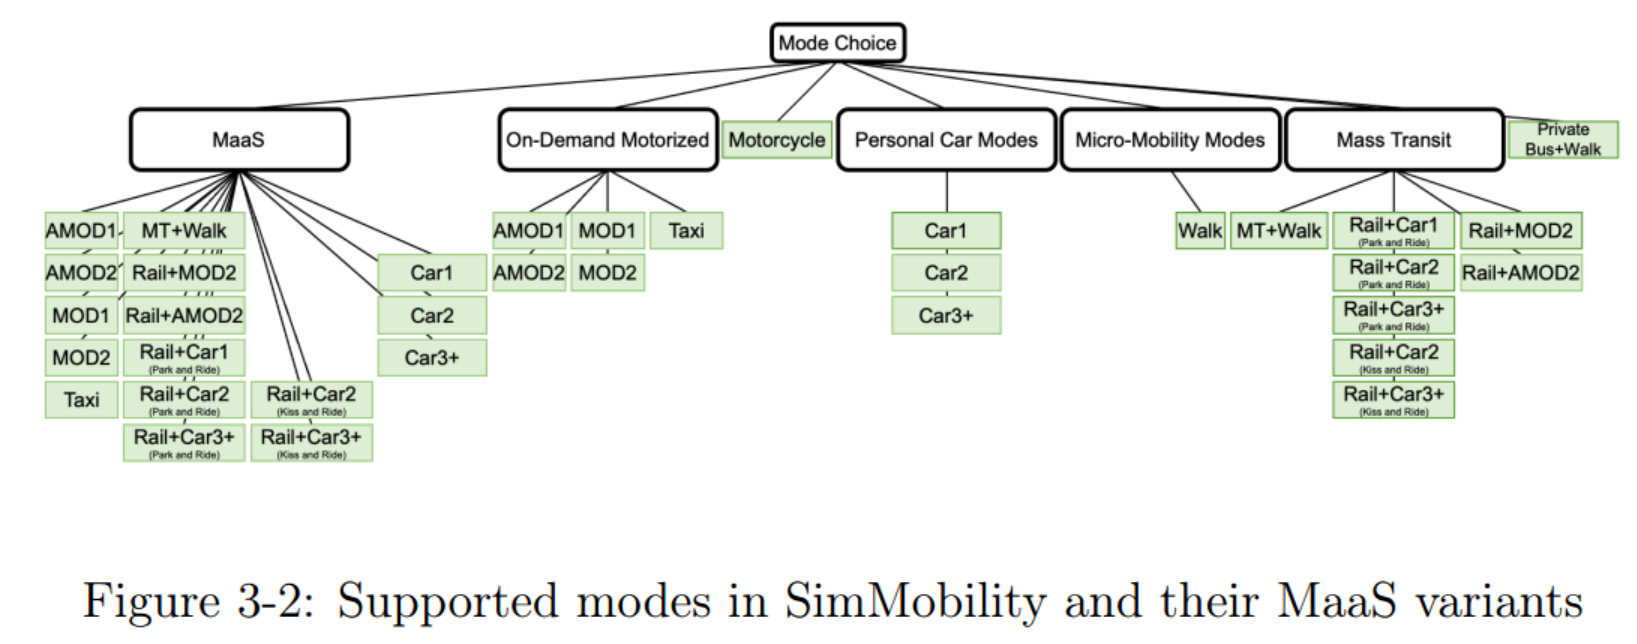 Mode Choice
MaaS
On-Demand Motorized
Motorcycle
Personal Car Modes
Micro-Mobility Modes
Mass Transit
Private
Bus+Walk
AMOD1
AMOD2
MOD1
MOD2
Taxi
MT+Walk
Rail+MOD2
Rail+AMOD2
Rail+Car1
(Park and Ride)
Rail+Car2
(Park and Ride)
Rail+Car3+
(Park and Ride)
Rail+Car2
(Kiss and Ride)
Rail+Car3+
(Kiss and Ride)
Car1
Car2
Car3+
AMOD1
AMOD2
MOD1
MOD2
Taxi
Car1
Car2
Car3+
Walk
MT+Walk
Rail+Car1
(Park and Ride)
Rail+Car2
(Park and Ride)
Rail+Car3+
(Park and Ride)
Rail+Car2
(Kiss and Ride)
Rail+Car3+
(Kiss and Ride)
Rail+MOD2
Rail+AMOD2
Figure 3-2: Supported modes in SimMobility and their MaaS variants